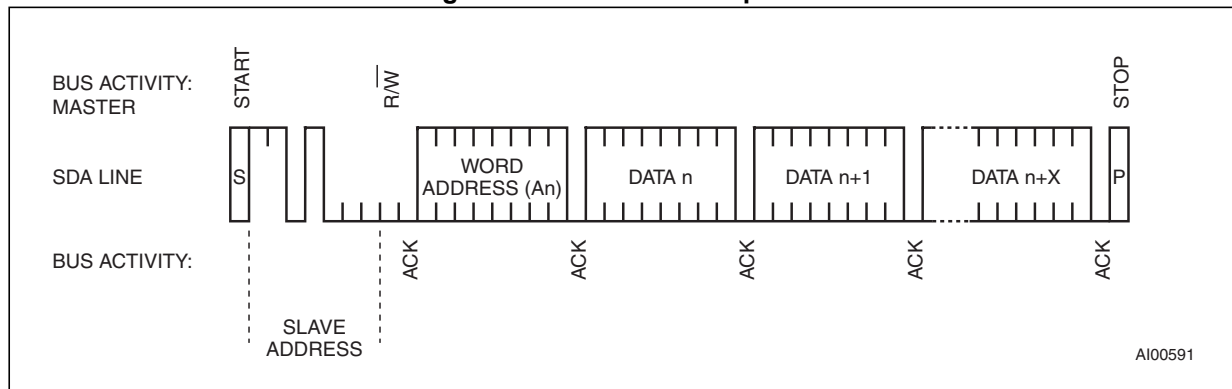 BUS ACTIVITY:
MASTER
START
R/W
STOP
SDA LINE
S
WORD
ADDRESS (An)
DATA n
DATA n+1
DATA n+X
P
BUS ACTIVITY:
ACK
ACK
ACK
ACK
ACK
SLAVE
ADDRESS
AI00591